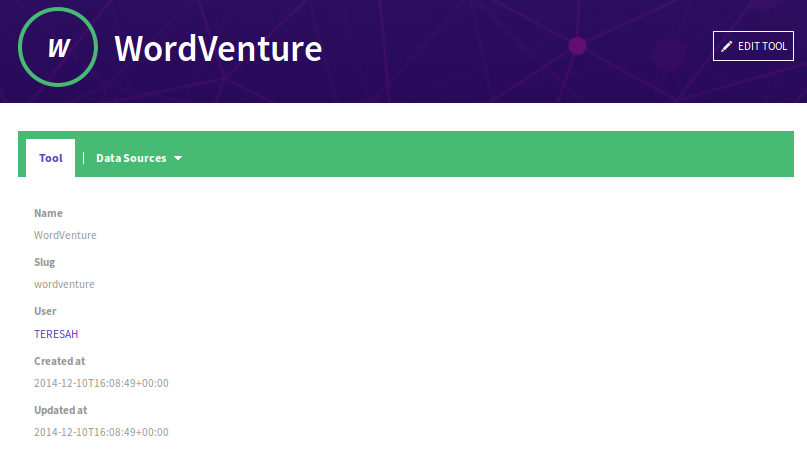 W
WordVenture
EDIT TOOL
Tool
Data Sources
Name
WordVenture
Slug
wordventure
User
TERESAH
Created at
2014-12-10T16:08:49+00:00
Updated at
2014-12-10T16:08:49+00:00